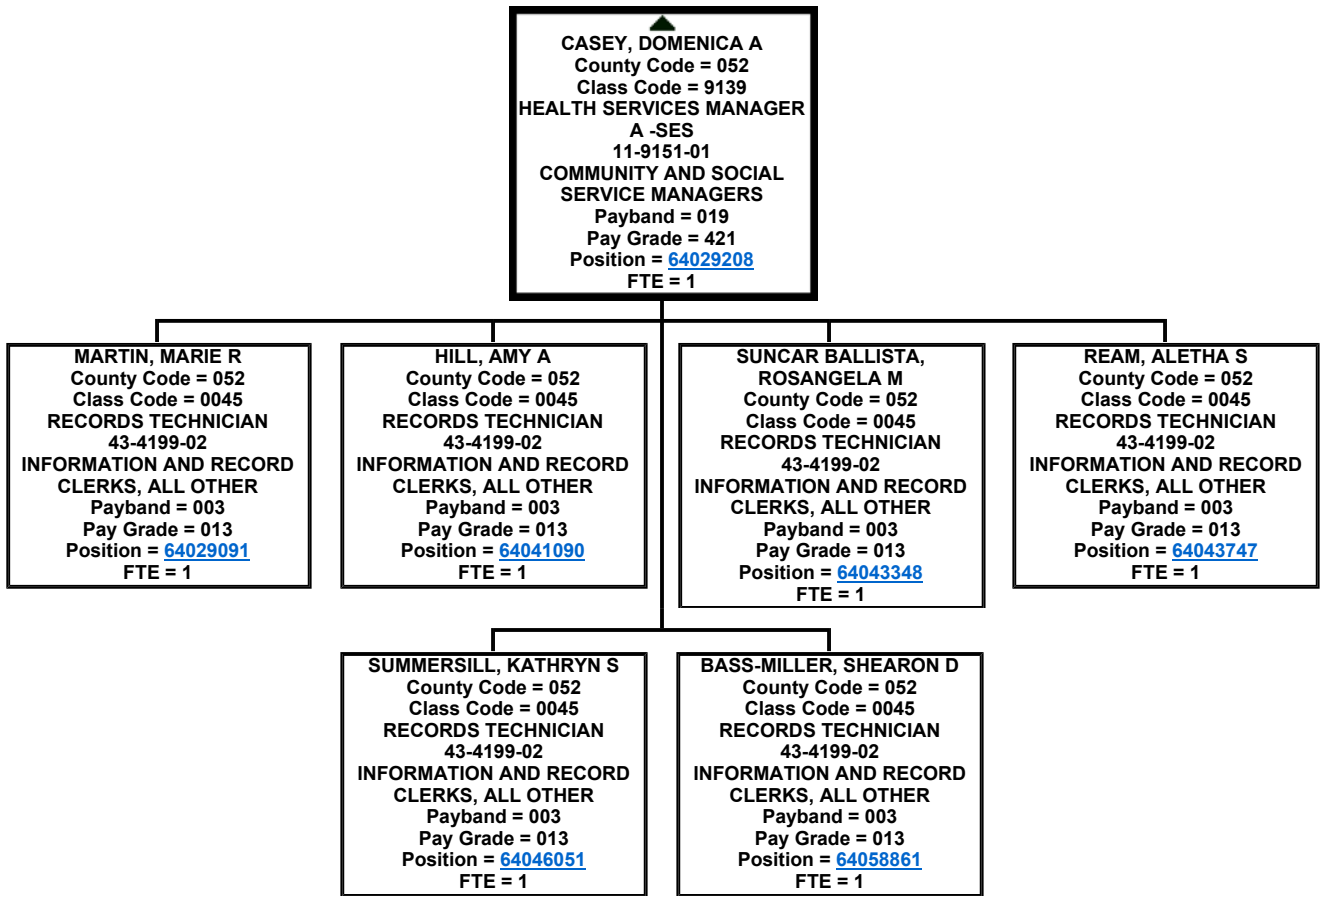 CASEY, DOMENICA A
County Code = 052
Class Code = 9139
HEALTH SERVICES MANAGER
A -SES
11-9151-01
COMMUNITY AND SOCIAL
SERVICE MANAGERS
Payband = 019
Pay Grade = 421
Position = 64029208
FTE = 1
MARTIN, MARIE R
County Code = 052
Class Code = 0045
RECORDS TECHNICIAN
43-4199-02
INFORMATION AND RECORD
CLERKS, ALL OTHER
Payband = 003
Pay Grade = 013
Position = 64029091
FTE = 1
HILL, AMY A
County Code = 052
Class Code = 0045
RECORDS TECHNICIAN
43-4199-02
INFORMATION AND RECORD
CLERKS, ALL OTHER
Payband = 003
Pay Grade = 013
Position = 64041090
FTE = 1
SUNCAR BALLISTA,
ROSANGELA M
County Code = 052
Class Code = 0045
RECORDS TECHNICIAN
43-4199-02
INFORMATION AND RECORD
CLERKS, ALL OTHER
Payband = 003
Pay Grade = 013
Position = 64043348
FTE = 1
REAM, ALETHA S
County Code = 052
Class Code = 0045
RECORDS TECHNICIAN
43-4199-02
INFORMATION AND RECORD
CLERKS, ALL OTHER
Payband = 003
Pay Grade = 013
Position = 64043747
FTE = 1
SUMMERSILL, KATHRYN S
County Code = 052
Class Code = 0045
RECORDS TECHNICIAN
43-4199-02
INFORMATION AND RECORD
CLERKS, ALL OTHER
Payband = 003
Pay Grade = 013
Position = 64046051
FTE = 1
BASS-MILLER, SHEARON D
County Code = 052
Class Code = 0045
RECORDS TECHNICIAN
43-4199-02
INFORMATION AND RECORD
CLERKS, ALL OTHER
Payband = 003
Pay Grade = 013
Position = 64058861
FTE = 1